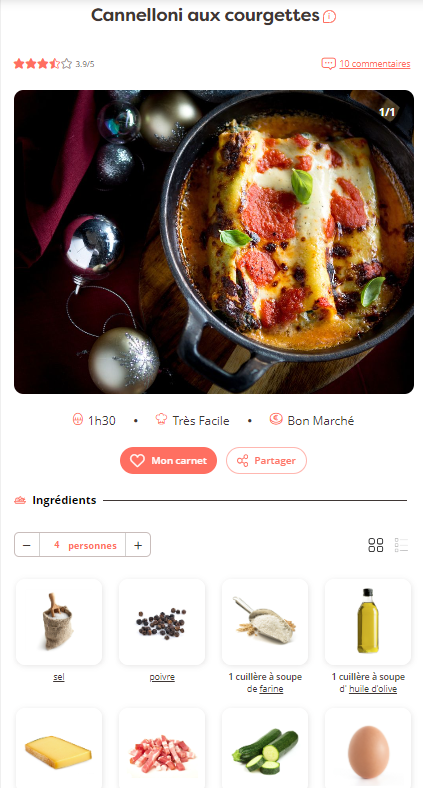 Cannelloni aux courgettes
3.9/5
10 commentaires
1/1
1h30 • Très Facile • Bon Marché
Mon carnet
Partager
Ingrédients
− 4 personnes +
sel
poivre
1 cuillère à soupe
de farine
1 cuillère à soupe
d' huile d'olive